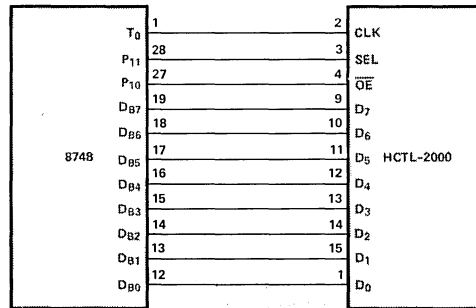 T0 1 2 CLK
P11 28 3 SEL
P10 27 4 OE
DB7 19 9 D7
DB6 18 10 D6
8748 DB5 17 11 D5 HCTL-2000
DB4 16 12 D4
DB3 15 13 D3
DB2 14 14 D2
DB1 13 15 D1
DB0 12 1 D0